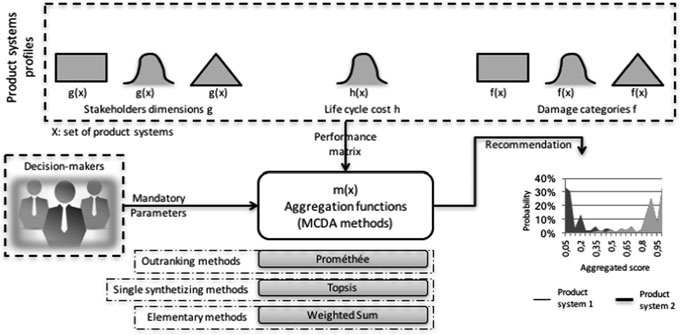 Product systems
profiles
g(x) g(x) g(x) h(x) f(x) f(x) f(x)
Stakeholders dimensions g Life cycle cost h Damage categories f
X: set of product systems
Performance
matrix
Recommendation
Decision-makers
Mandatory
Parameters
m(x)
Aggregation functions
(MCDA methods)
Outranking methods Prométhée
Single synthetizing methods Topsis
Elementary methods Weighted Sum
Probability
40%
30%
20%
10%
0%
0,05 0,2 0,35 0,5 0,65 0,8 0,95
Aggregated score
Product
system 1
Product
system 2